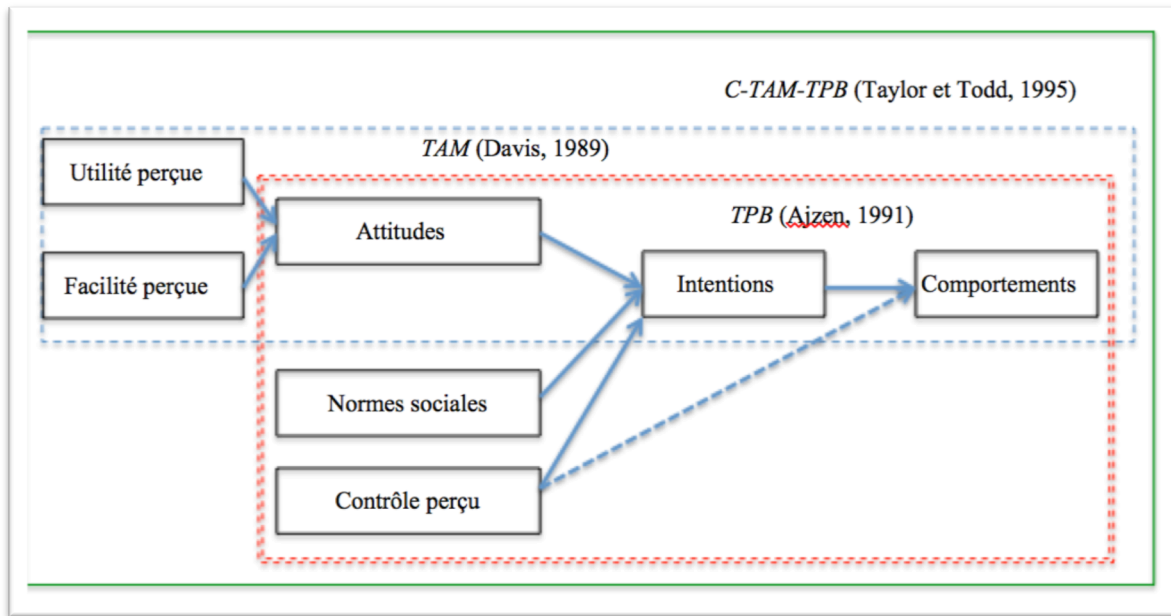 C-TAM-TPB (Taylor et Todd, 1995)
TAM (Davis, 1989)
Utilité perçue
TPB (Ajzen, 1991)
Attitudes
Facilité perçue
Intentions
Comportements
Normes sociales
Contrôle perçu